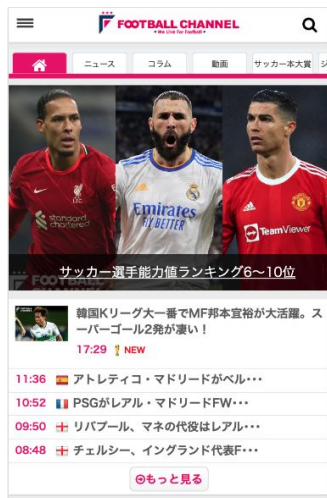 FOOTBALL CHANNEL
• We Live For Football •
ニュース
コラム
動画
サッカー本大賞
standard
chartered
Emirates
FLY BETTER
TeamViewer
サッカー選手能力値ランキング6〜10位
韓国Kリーグ大一番でMF邦本宜裕が大活躍。ス
ーパーゴール2発が凄い！
17:29 NEW
11:36 アトレティコ・マドリードがベル・・・
10:52 PSGがレアル・マドリードFW・・・
09:50 リバプール、マネの代役はレアル・・・
08:48 チェルシー、イングランド代表F・・・
もっと見る